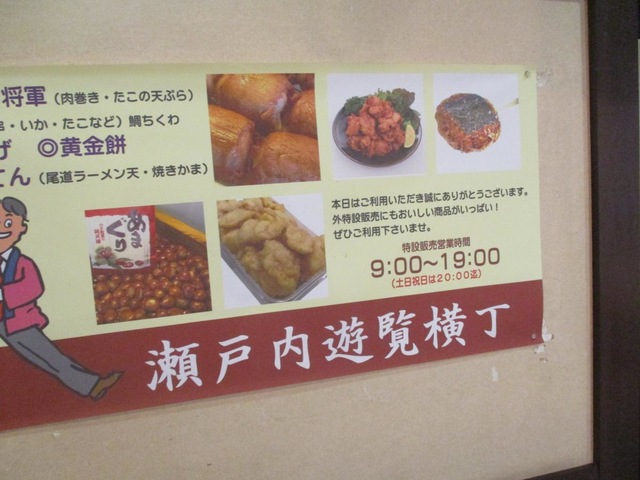 将軍（肉巻き・たこの天ぷら）
・いか・たこなど）鯛ちくわ
げ ◎黄金餅
てん（尾道ラーメン天・焼きかま）
あまぐり
本日はご利用いただき誠にありがとうございます。
外特設販売にもおいしい商品がいっぱい！
ぜひご利用下さいませ。
特設販売営業時間
9:00～19:00
（土日祝日は20:00迄）
瀬戸内遊覧横丁